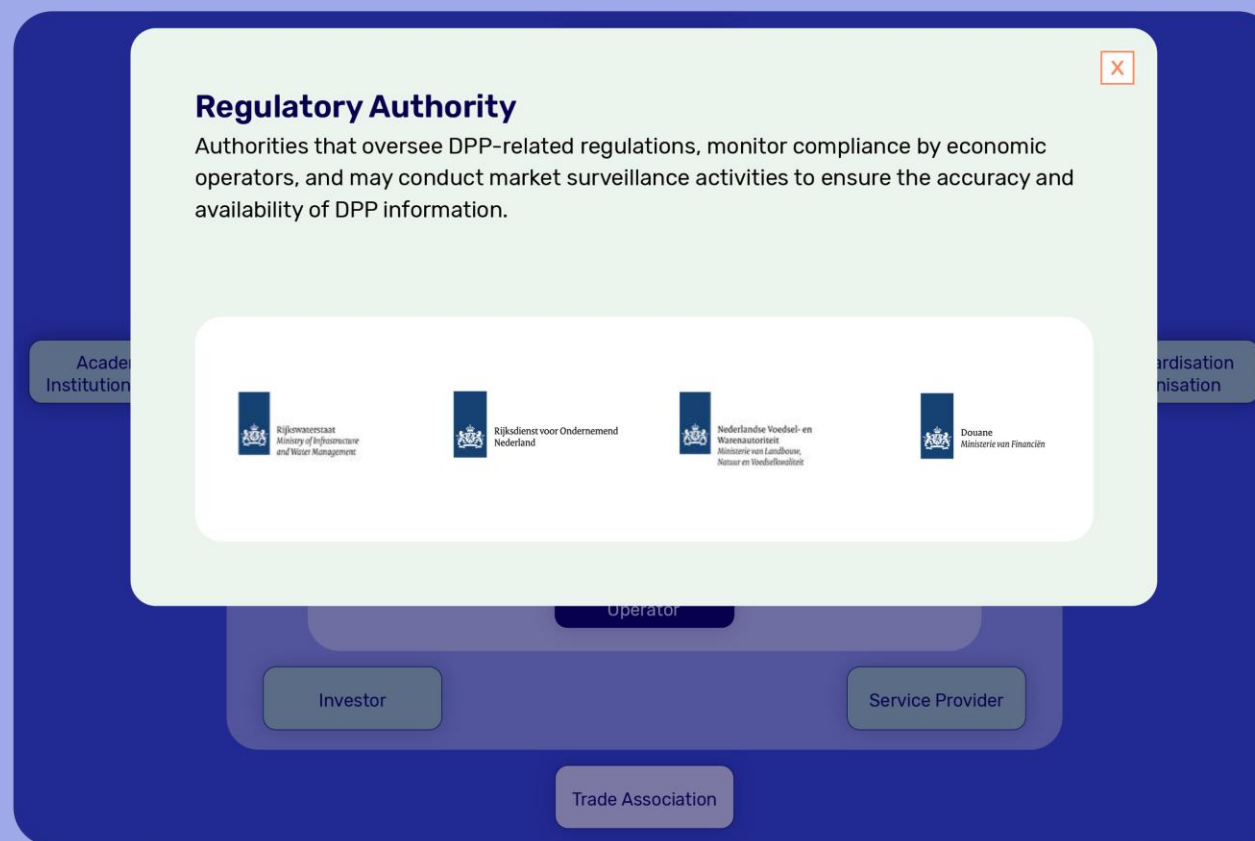 X
Regulatory Authority
Authorities that oversee DPP-related regulations, monitor compliance by economic
operators, and may conduct market surveillance activities to ensure the accuracy and
availability of DPP information.
Institution
Rijkswaterstaat
Ministry of Infrastructure
and Water Management
Rijksdienst voor Ondernemend
Nederland
Nederlandse Voedsel- en
Warenautoriteit
Ministerie van Landbouw,
Natuur en Voedselkwaliteit
Douane
Ministerie van Financiën
Operator
Investor
Service Provider
Trade Association